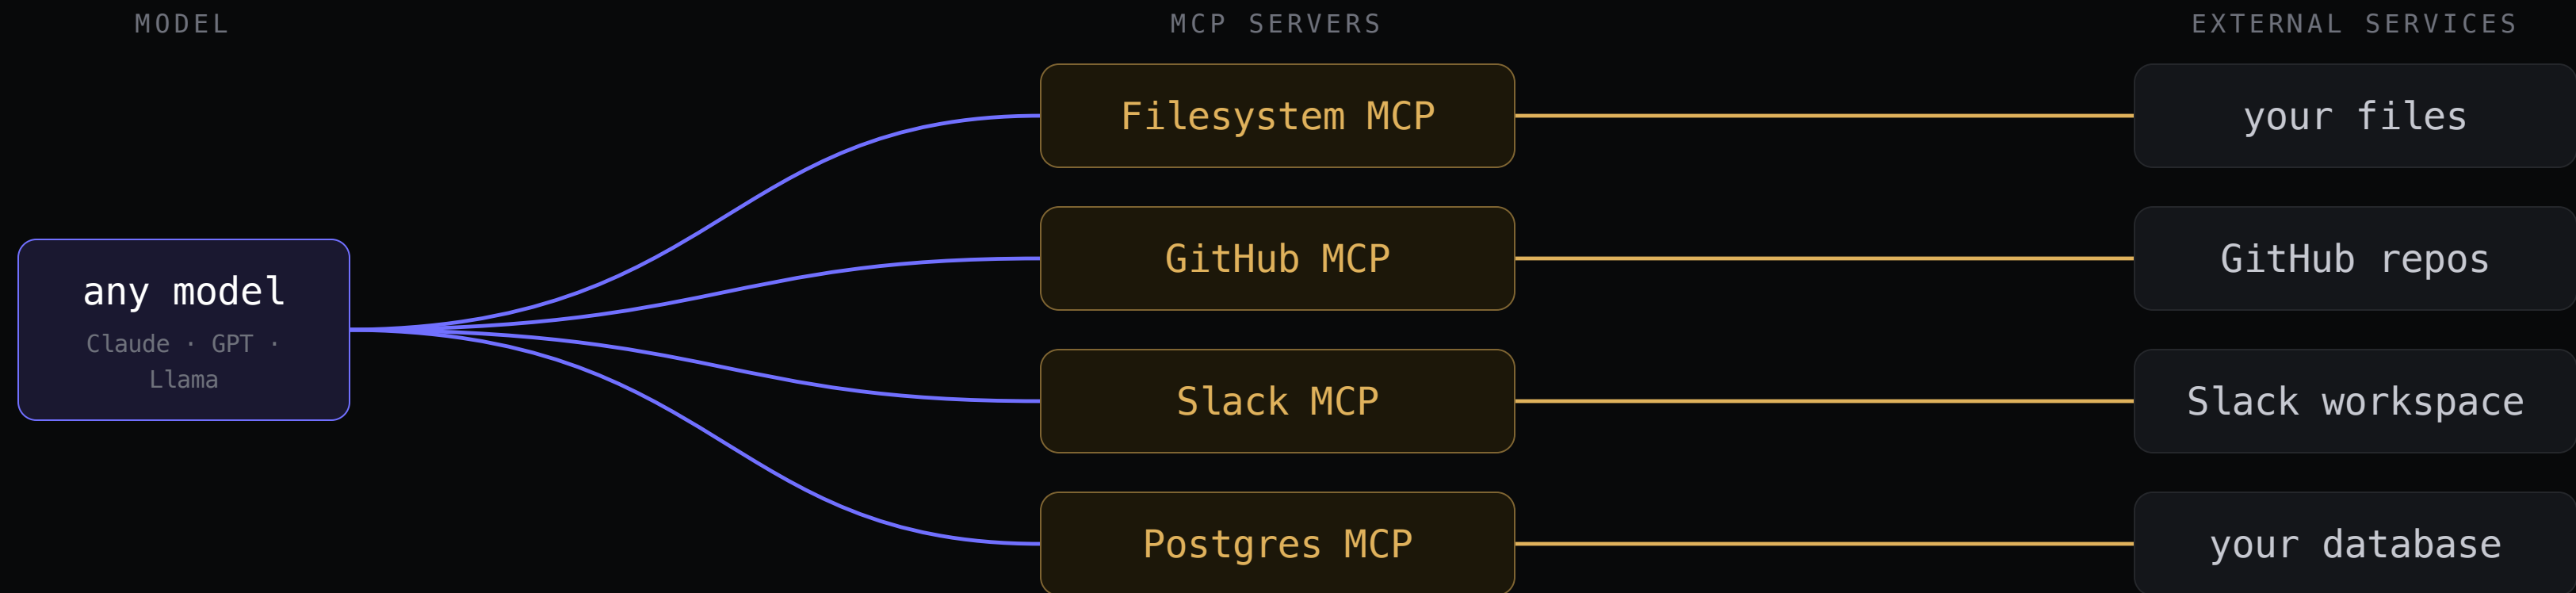 MODEL
MCP SERVERS
EXTERNAL SERVICES
any model
Claude · GPT ·
Llama
Filesystem MCP
your files
GitHub MCP
GitHub repos
Slack MCP
Slack workspace
Postgres MCP
your database